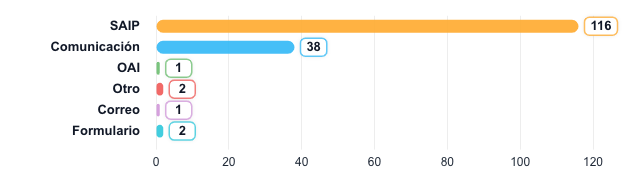 SAIP 116
Comunicación 38
OAI 1
Otro 2
Correo 1
Formulario 2
0 20 40 60 80 100 120